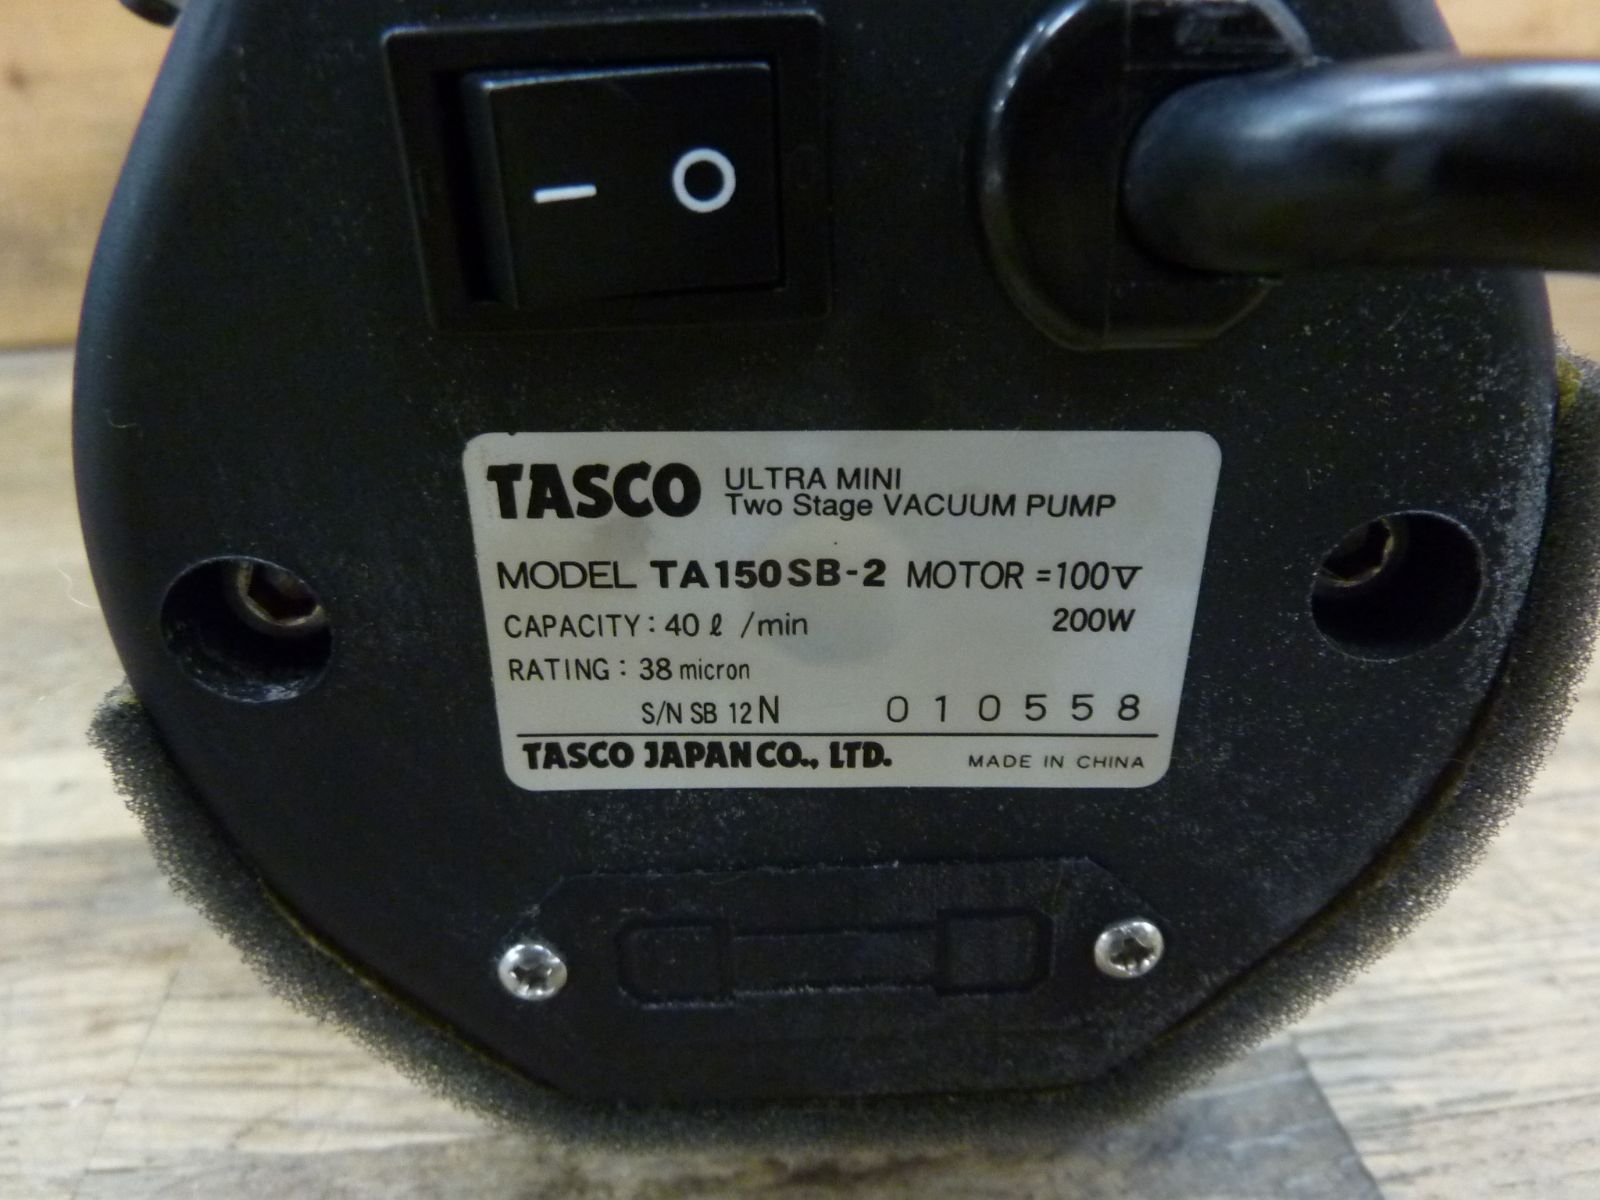 — O
TASCO ULTRA MINI
Two Stage VACUUM PUMP
MODEL TA150SB-2 MOTOR =100V
CAPACITY: 40ℓ /min 200W
RATING: 38 micron
S/N SB 12N 010558
TASCO JAPAN CO., LTD. MADE IN CHINA